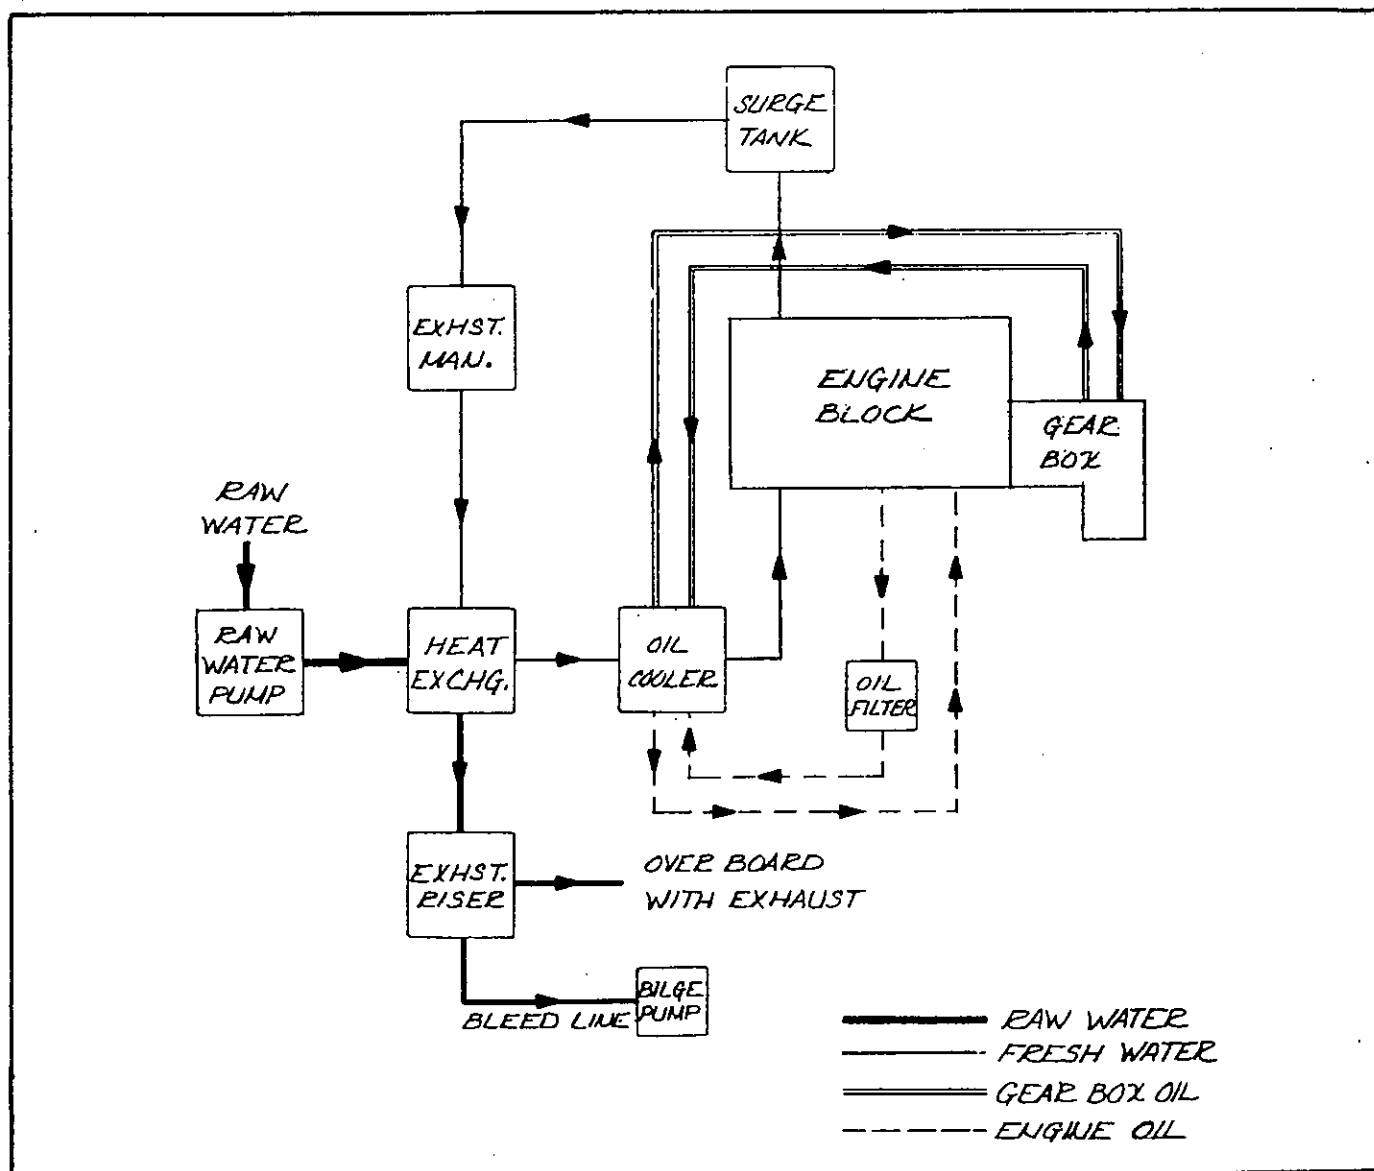 SURGE
TANK
EXHST.
MAN.
ENGINE
BLOCK
GEAR
BOX
RAW
WATER
RAW
WATER
PUMP
HEAT
EXCHG.
OIL
COOLER
OIL
FILTER
EXHST.
RISER
OVER BOARD
WITH EXHAUST
BLEED LINE
BILGE
PUMP
RAW WATER
FRESH WATER
GEAR BOX OIL
ENGINE OIL